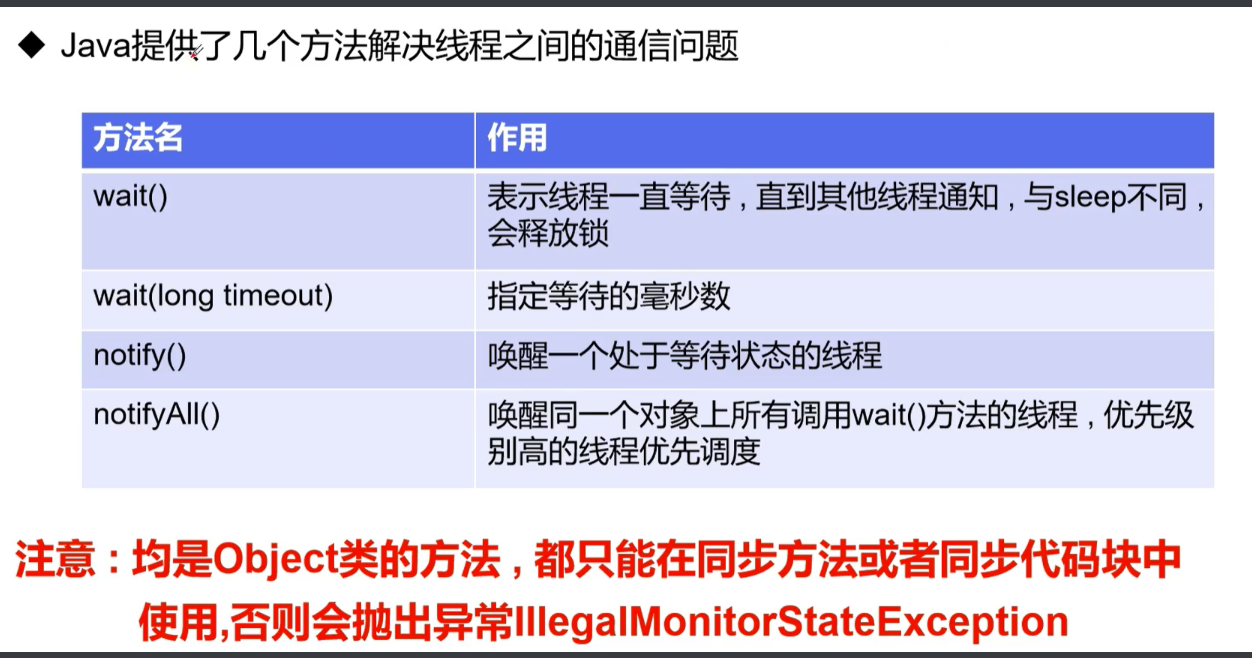 ◆ Java提供了几个方法解决线程之间的通信问题
方法名
作用
wait()
表示线程一直等待，直到其他线程通知，与sleep不同，
会释放锁
wait(long timeout)
指定等待的毫秒数
notify()
唤醒一个处于等待状态的线程
notifyAll()
唤醒同一个对象上所有调用wait()方法的线程，优先级
别高的线程优先调度
注意：均是Object类的方法，都只能在同步方法或者同步代码块中
使用,否则会抛出异常IllegalMonitorStateException